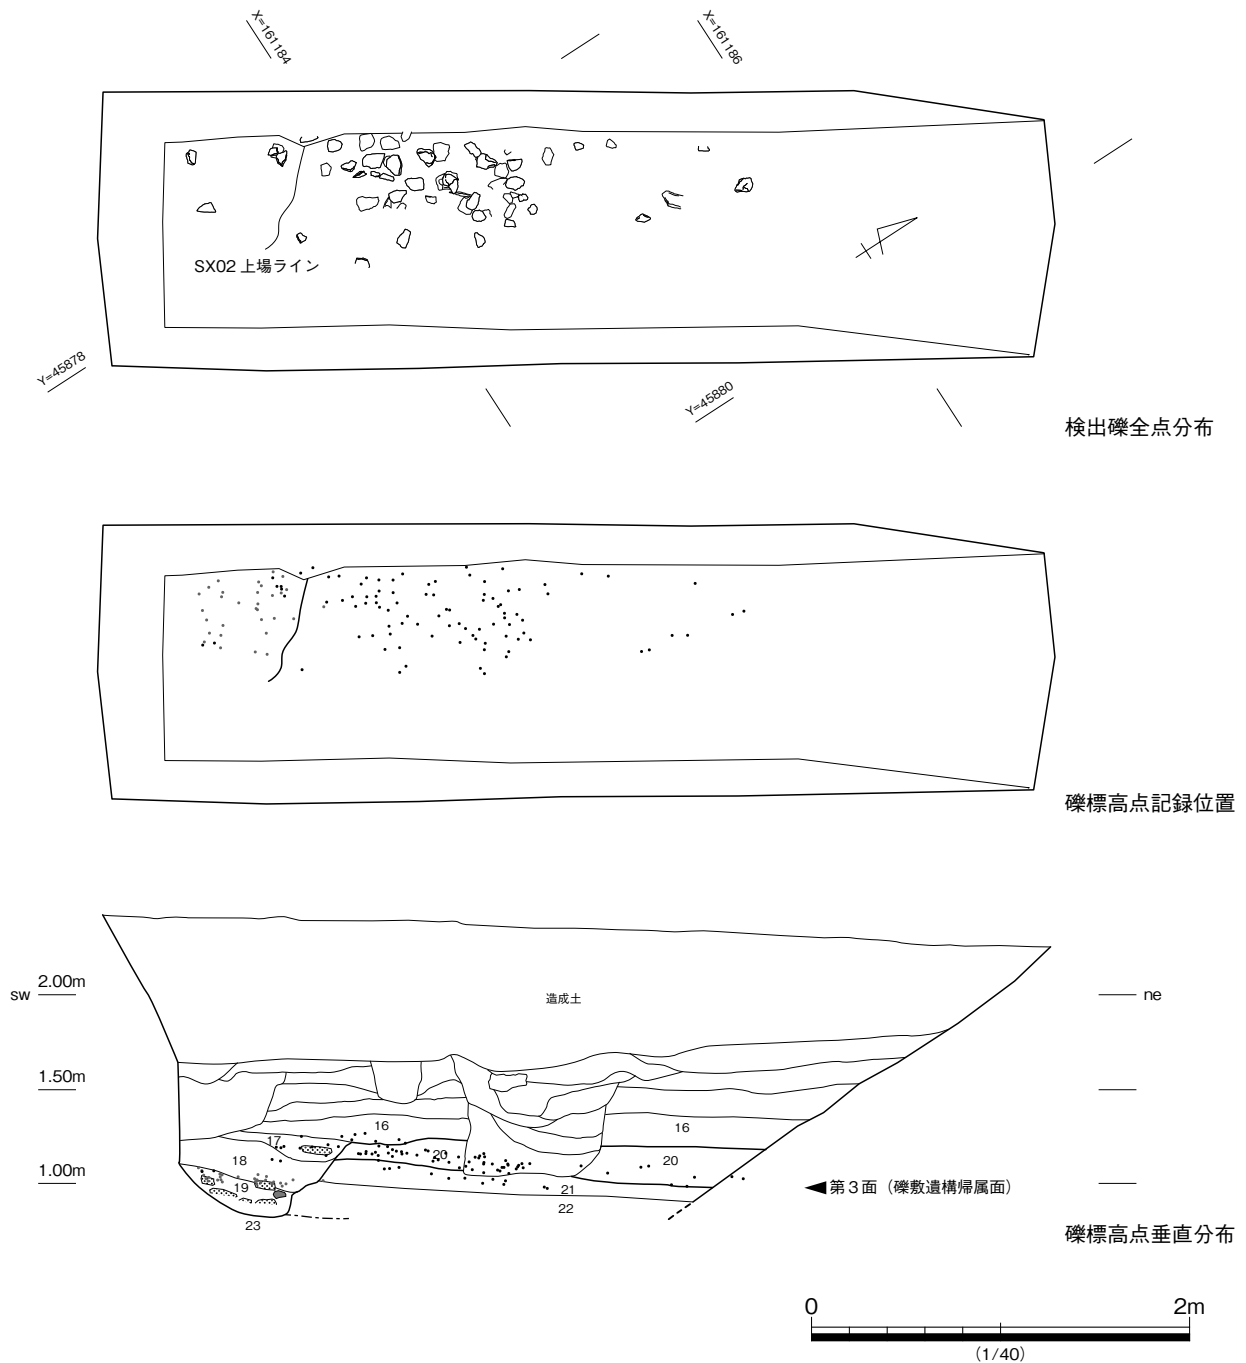 X=161184
X=161186
SX02 上場ライン
Y=45878
Y=45880
検出礫全点分布
礫標高点記録位置
造成土
sw 2.00m
ne
1.50m
16
16
17
20
20
18
1.00m
19
21
第３面（礫敷遺構帰属面）
22
23
礫標高点垂直分布
0 2m
(1/40)